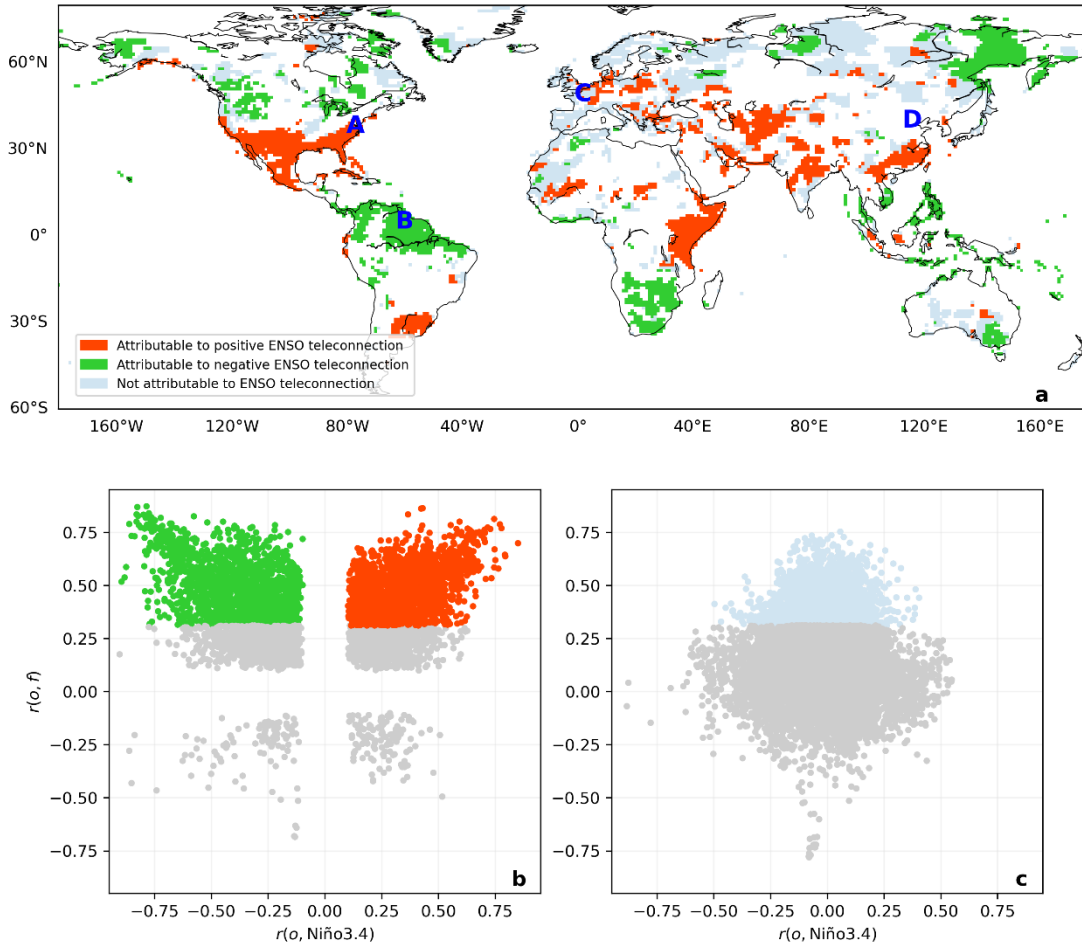 60°N
30°N
0°
30°S
60°S
A
B
C
D
Attributable to positive ENSO teleconnection
Attributable to negative ENSO teleconnection
Not attributable to ENSO teleconnection
a
160°W 120°W 80°W 40°W 0° 40°E 80°E 120°E 160°E
r(o, f)
0.75
0.50
0.25
0.00
−0.25
−0.50
−0.75
b
−0.75 −0.50 −0.25 0.00 0.25 0.50 0.75
r(o, Niño3.4)
0.75
0.50
0.25
0.00
−0.25
−0.50
−0.75
c
−0.75 −0.50 −0.25 0.00 0.25 0.50 0.75
r(o, Niño3.4)